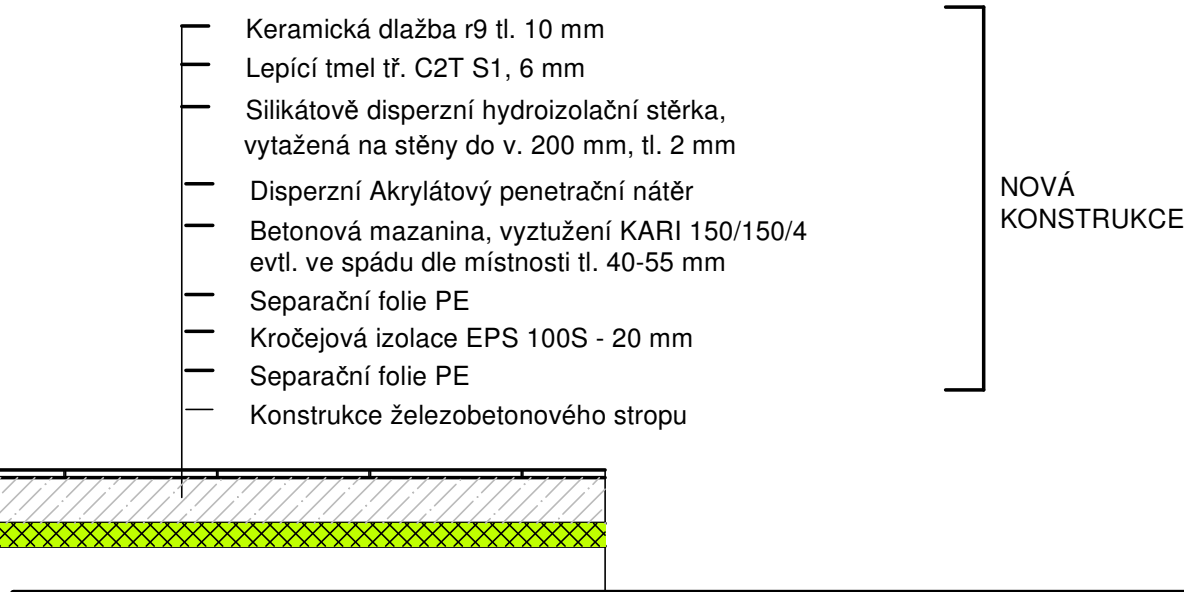 Keramická dlažba r9 tl. 10 mm
Lepící tmel tř. C2T S1, 6 mm
Silikátově disperzní hydroizolační stěrka,
vytažená na stěny do v. 200 mm, tl. 2 mm
Disperzní Akrylátový penetrační nátěr
Betonová mazanina, vyztužení KARI 150/150/4
evtl. ve spádu dle místnosti tl. 40-55 mm
Separační folie PE
Kročejová izolace EPS 100S - 20 mm
Separační folie PE
Konstrukce železobetonového stropu
NOVÁ
KONSTRUKCE